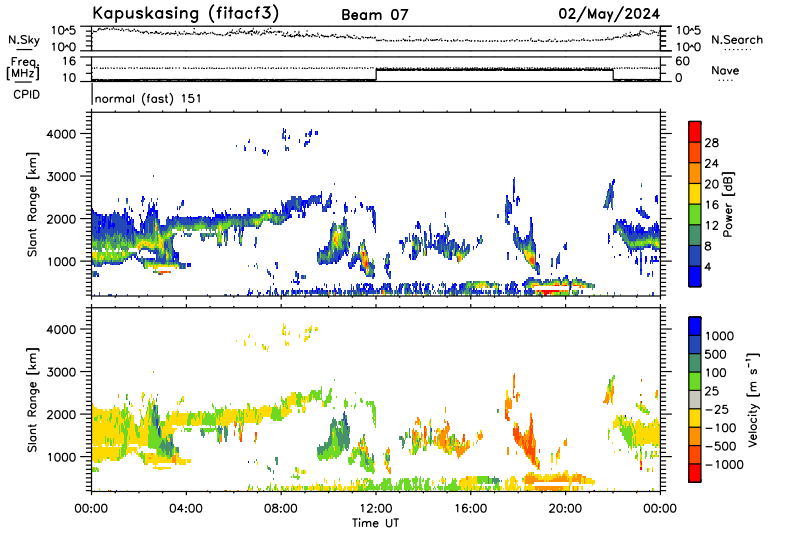 Kapuskasing (fitacf3) Beam 07 02/May/2024
N.Sky 10^5 10^0 10^5 10^0 N.Search
Freq. [MHz] 16 10 60 0 Nave
CPID normal (fast) 151
Slant Range [km] 4000 3000 2000 1000
28 24 20 16 12 8 4 Power [dB]
Slant Range [km] 4000 3000 2000 1000
1000 500 100 25 −25 −100 −500 −1000 Velocity [m s⁻¹]
00:00 04:00 08:00 12:00 16:00 20:00 00:00
Time UT